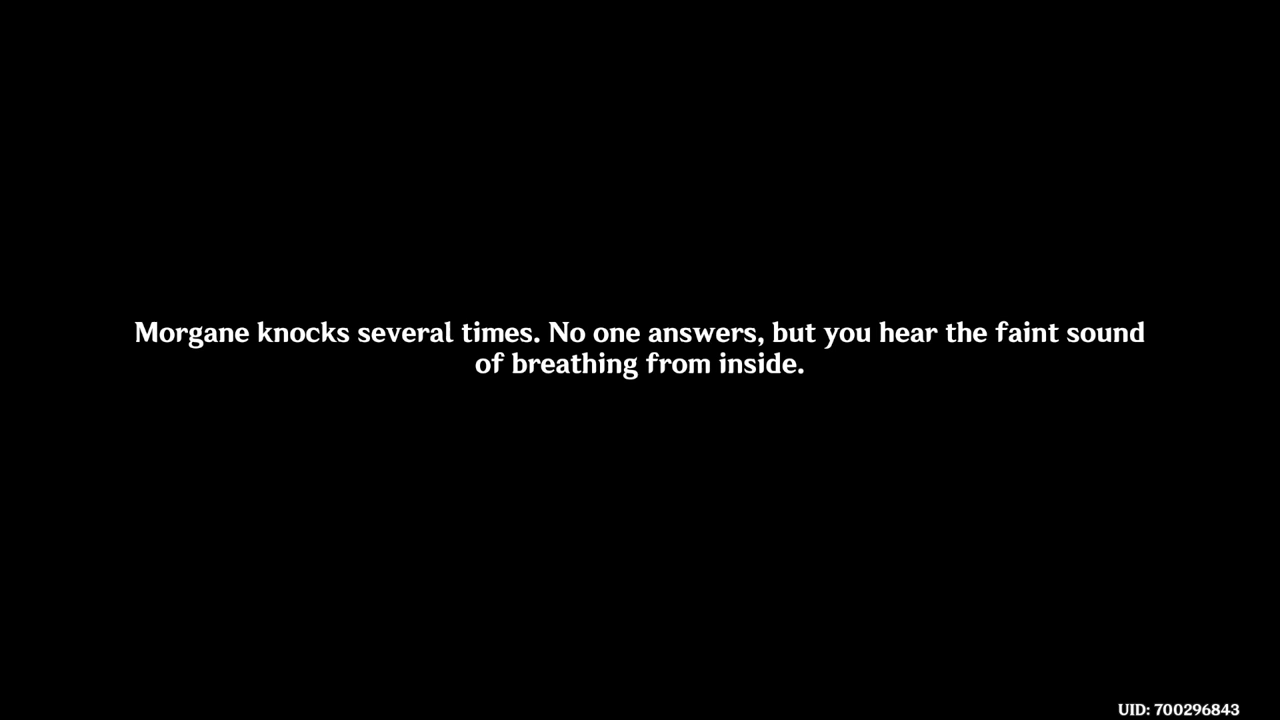 Morgane knocks several times. No one answers, but you hear the faint sound
of breathing from inside.
UID: 700296843